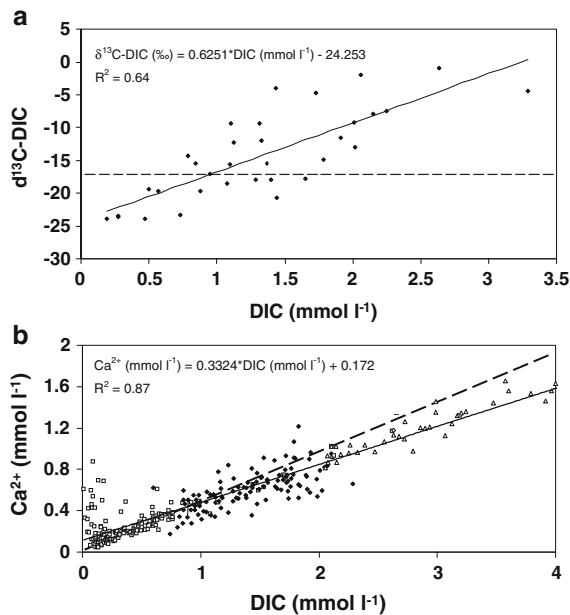 a
δ¹³C-DIC (‰) = 0.6251*DIC (mmol l⁻¹) - 24.253
R² = 0.64
5
0
-5
-10
-15
-20
-25
-30
d¹³C-DIC
0 0.5 1 1.5 2 2.5 3 3.5
DIC (mmol l⁻¹)
b
Ca²⁺ (mmol l⁻¹) = 0.3324*DIC (mmol l⁻¹) + 0.172
R² = 0.87
2
1.6
1.2
0.8
0.4
0
Ca²⁺ (mmol l⁻¹)
0 1 2 3 4
DIC (mmol l⁻¹)